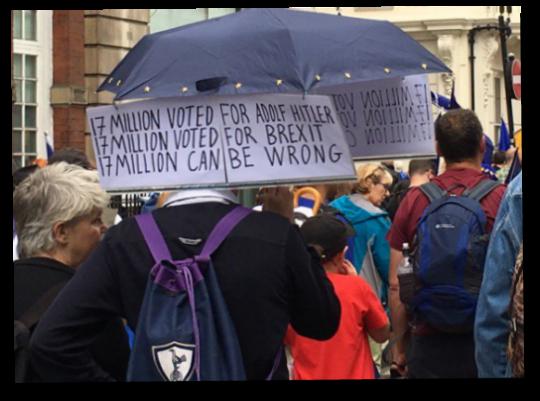 17 MILLION VOTED FOR ADOLF HITLER
17 MILLION VOTED FOR BREXIT
17 MILLION CAN BE WRONG